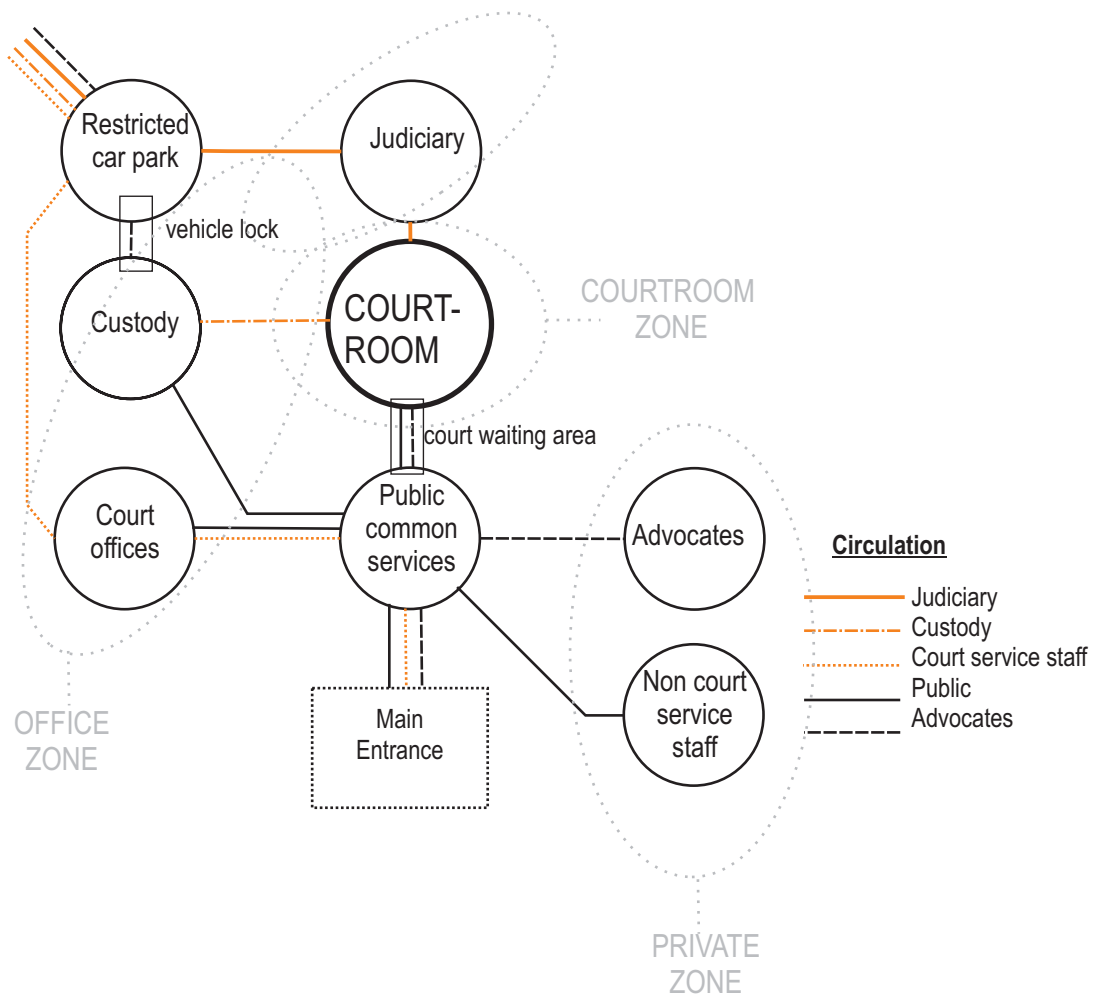 Restricted
car park
Judiciary
vehicle lock
Custody
COURT-
ROOM
COURTROOM
ZONE
court waiting area
Court
offices
Public
common
services
Advocates
Non court
service
staff
Main
Entrance
OFFICE
ZONE
PRIVATE
ZONE
Circulation
Judiciary
Custody
Court service staff
Public
Advocates